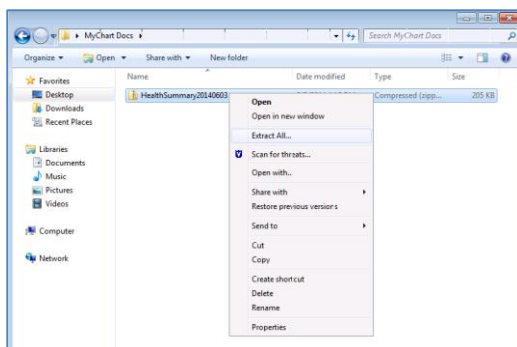 MyChart Docs
Search MyChart Docs
Organize
Open
Share with
New folder
Favorites
Desktop
Downloads
Recent Places
Libraries
Documents
Music
Pictures
Videos
Computer
Network
Name
Date modified
Type
Size
HealthSummary20140603
Compressed (zipp...
205 KB
Open
Open in new window
Extract All...
Scan for threats...
Open with...
Share with
Restore previous versions
Send to
Cut
Copy
Create shortcut
Delete
Rename
Properties